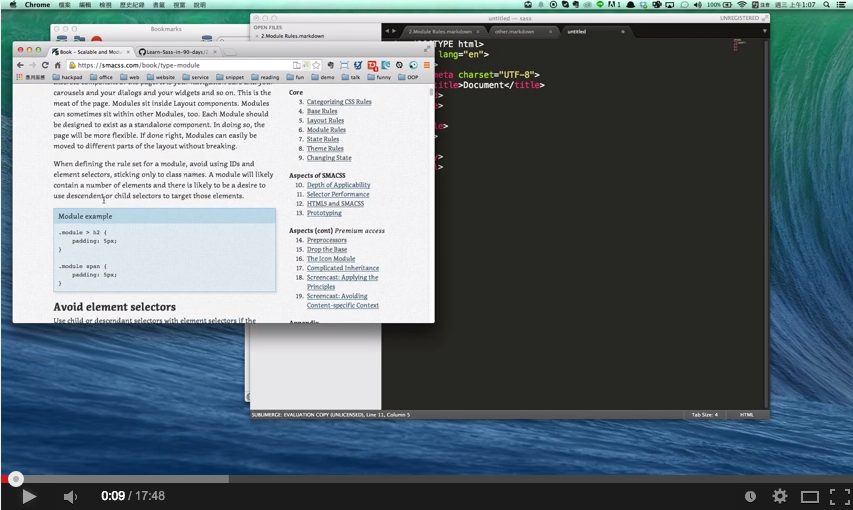 Chrome 檔案 編輯 檢視 歷史紀錄 書籤 視窗 說明
100%
週三上午1:07
Bookmarks
untitled — sass
UNREGISTERED
OPEN FILES
2.Module Rules.markdown
2.Module Rules.markdown
other.markdown
untitled
TYPE html>
lang="en">
meta charset="UTF-8">
title>Document</title>
Book - Scalable and Modu
Learn-Sass-in-90-days/2
https://smacss.com/book/type-module
應用服務 hackpad office web website service snippet reading fun demo talk funny OOP
carousels and your dialogs and your widgets and so on. This is the
meat of the page. Modules sit inside Layout components. Modules
can sometimes sit within other Modules, too. Each Module should
be designed to exist as a standalone component. In doing so, the
page will be more flexible. If done right, Modules can easily be
moved to different parts of the layout without breaking.
When defining the rule set for a module, avoid using IDs and
element selectors, sticking only to class names. A module will likely
contain a number of elements and there is likely to be a desire to
use descendent or child selectors to target those elements.
Module example
.module > h2 {
padding: 5px;
}
.module span {
padding: 5px;
}
Avoid element selectors
Use child or descendant selectors with element selectors if the
Core
3. Categorizing CSS Rules
4. Base Rules
5. Layout Rules
6. Module Rules
7. State Rules
8. Theme Rules
9. Changing State
Aspects of SMACSS
10. Depth of Applicability
11. Selector Performance
12. HTML5 and SMACSS
13. Prototyping
Aspects (cont) Premium access
14. Preprocessors
15. Drop the Base
16. The Icon Module
17. Complicated Inheritance
18. Screencast: Applying the
Principles
19. Screencast: Avoiding
Content-specific Context
Appendix
SUBLIMERGE: EVALUATION COPY (UNLICENSED), Line 11, Column 5
Tab Size: 4
HTML
0:09 / 17:48